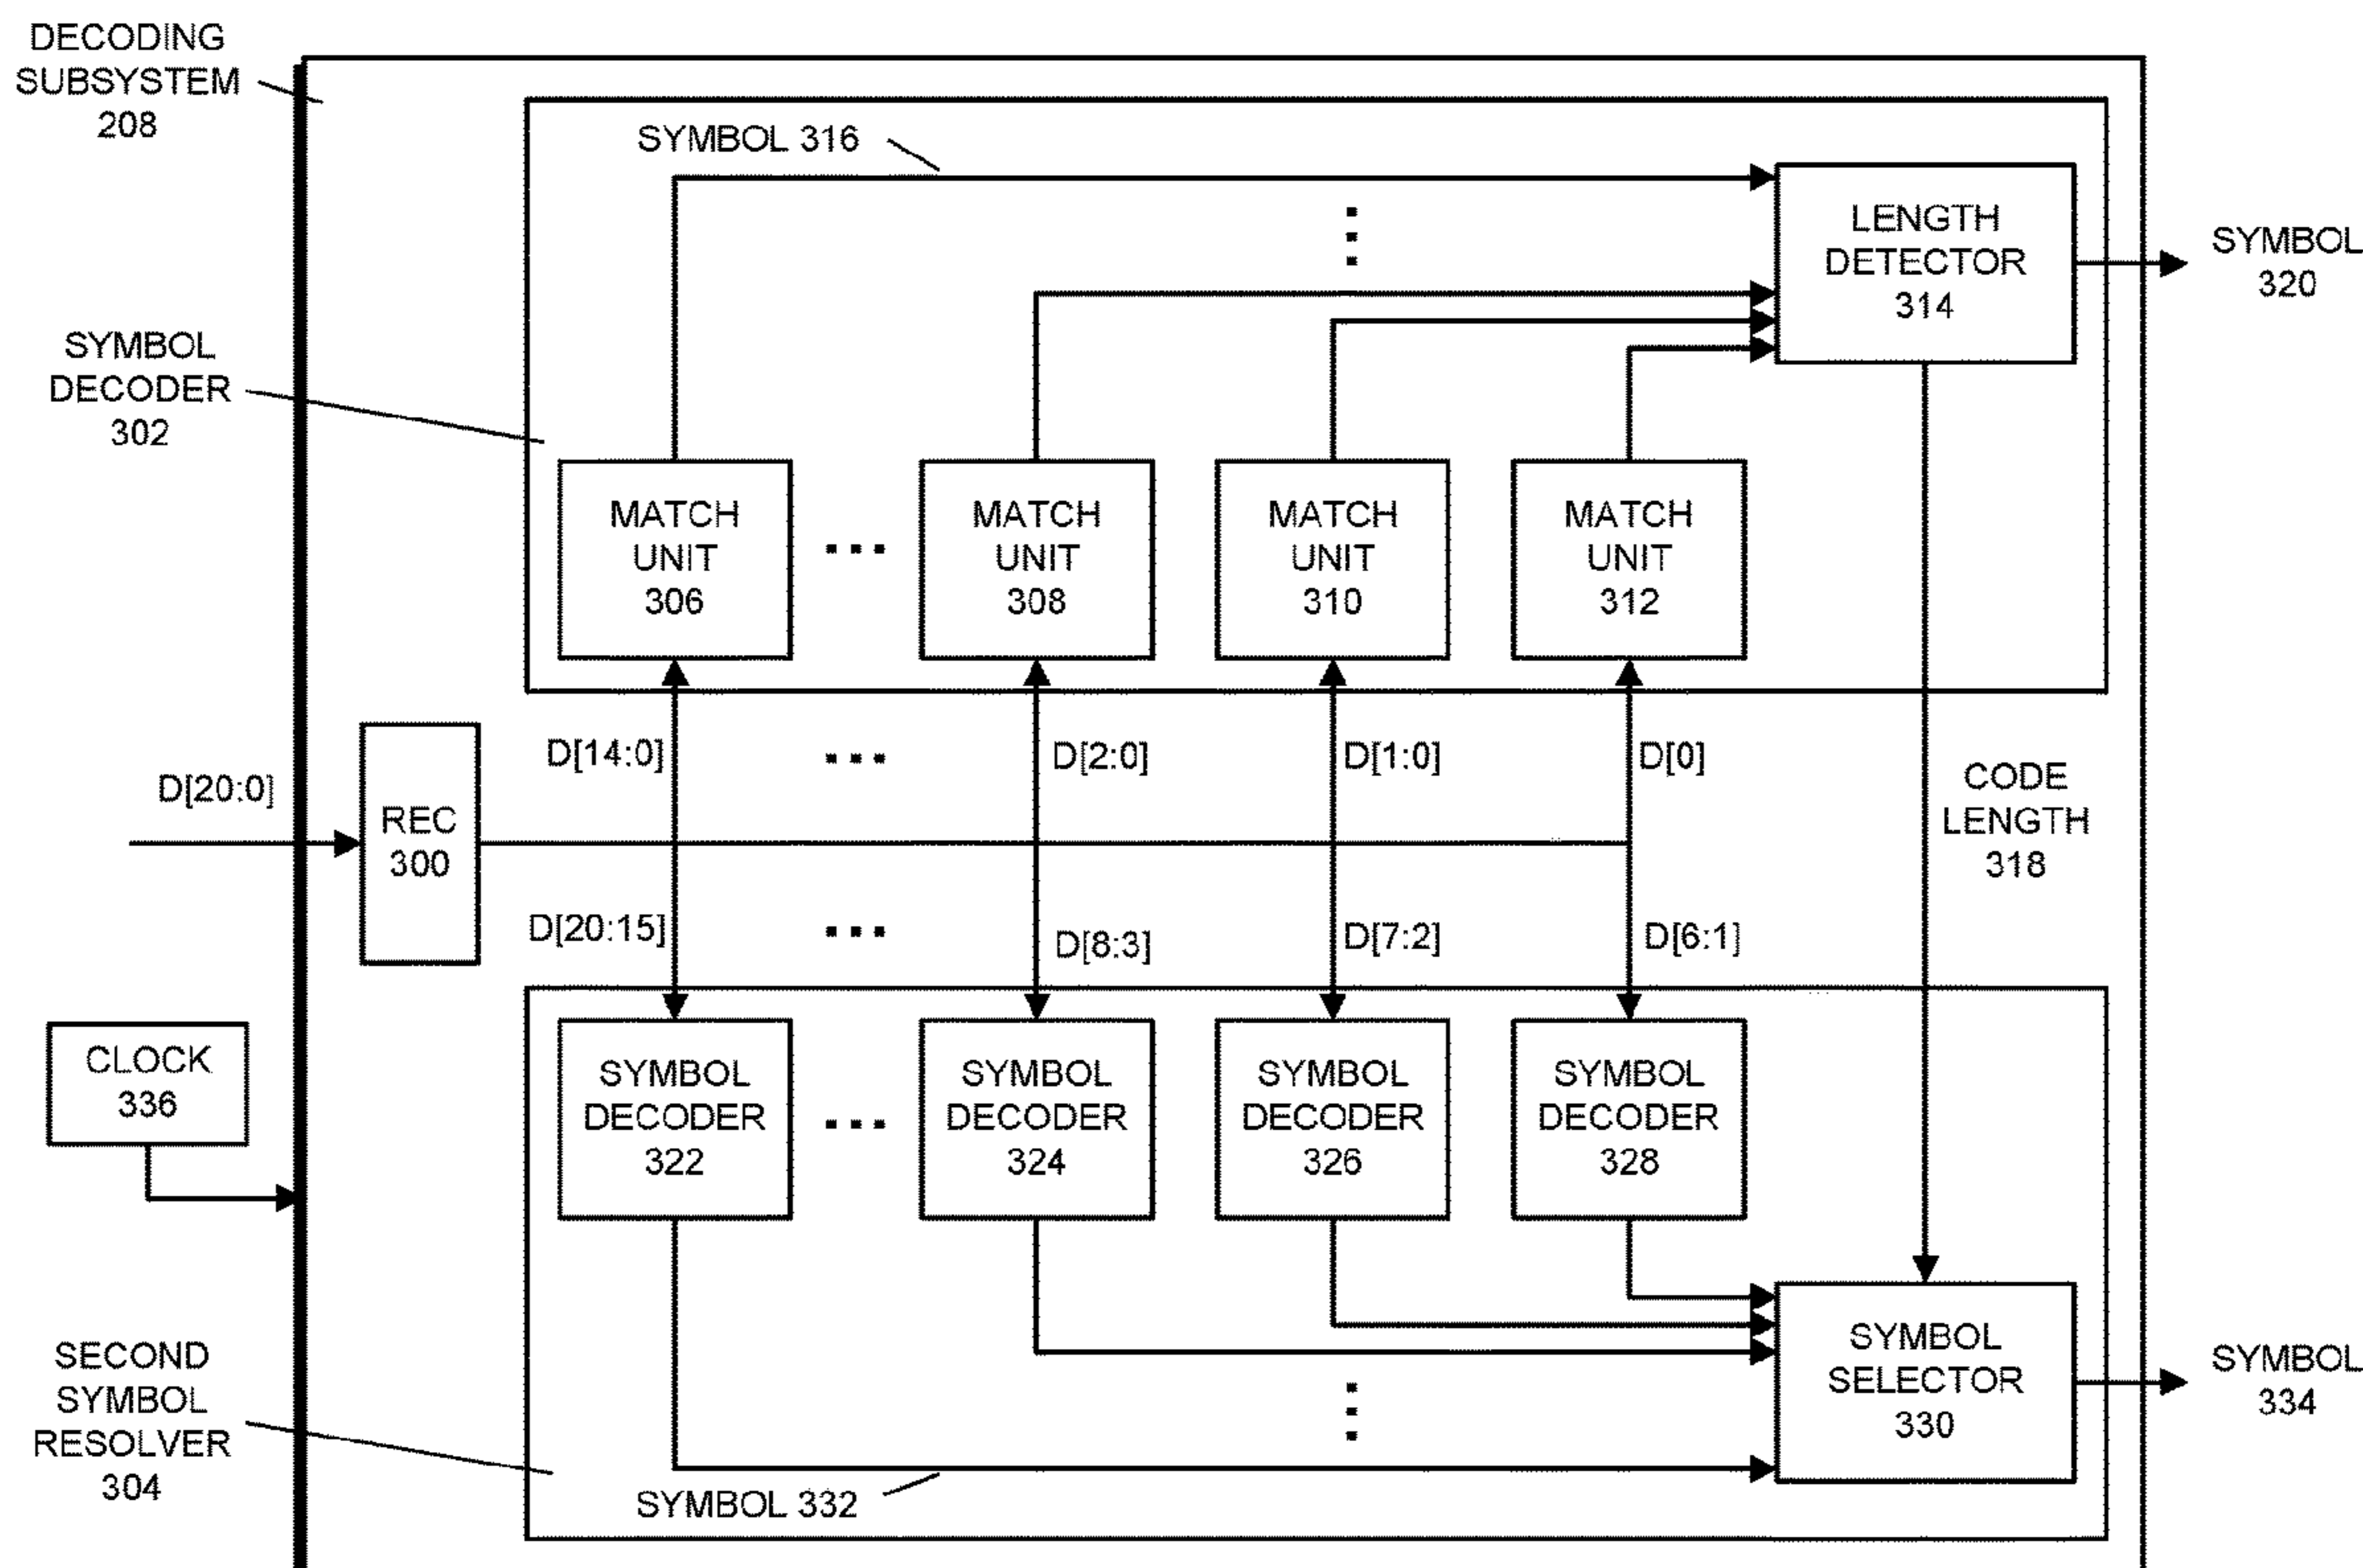 DECODING
SUBSYSTEM
208
SYMBOL 316
LENGTH
DETECTOR
314
SYMBOL
320
SYMBOL
DECODER
302
MATCH
UNIT
306
MATCH
UNIT
308
MATCH
UNIT
310
MATCH
UNIT
312
D[20:0]
REC
300
D[14:0]
D[2:0]
D[1:0]
D[0]
CODE
LENGTH
318
D[20:15]
D[8:3]
D[7:2]
D[6:1]
CLOCK
336
SYMBOL
DECODER
322
SYMBOL
DECODER
324
SYMBOL
DECODER
326
SYMBOL
DECODER
328
SECOND
SYMBOL
RESOLVER
304
SYMBOL
SELECTOR
330
SYMBOL
334
SYMBOL 332